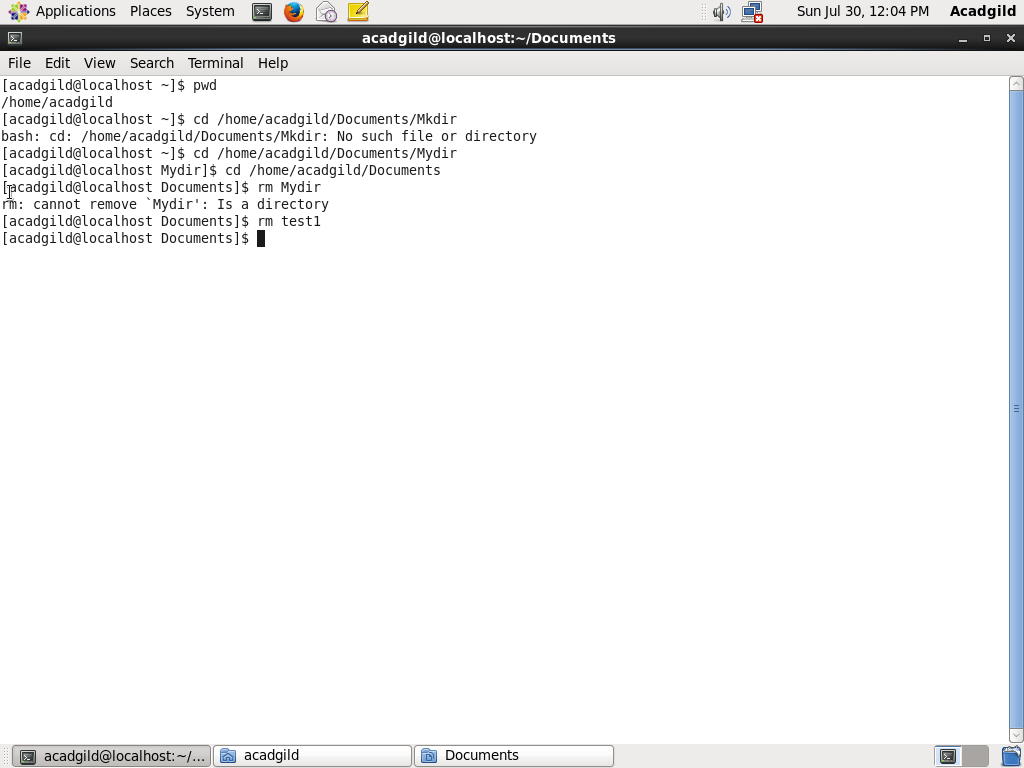 Applications Places System Sun Jul 30, 12:04 PM Acadgild
acadgild@localhost:~/Documents
File Edit View Search Terminal Help
[acadgild@localhost ~]$ pwd
/home/acadgild
[acadgild@localhost ~]$ cd /home/acadgild/Documents/Mkdir
bash: cd: /home/acadgild/Documents/Mkdir: No such file or directory
[acadgild@localhost ~]$ cd /home/acadgild/Documents/Mydir
[acadgild@localhost Mydir]$ cd /home/acadgild/Documents
[acadgild@localhost Documents]$ rm Mydir
rm: cannot remove `Mydir': Is a directory
[acadgild@localhost Documents]$ rm test1
[acadgild@localhost Documents]$
acadgild@localhost:~/... acadgild Documents